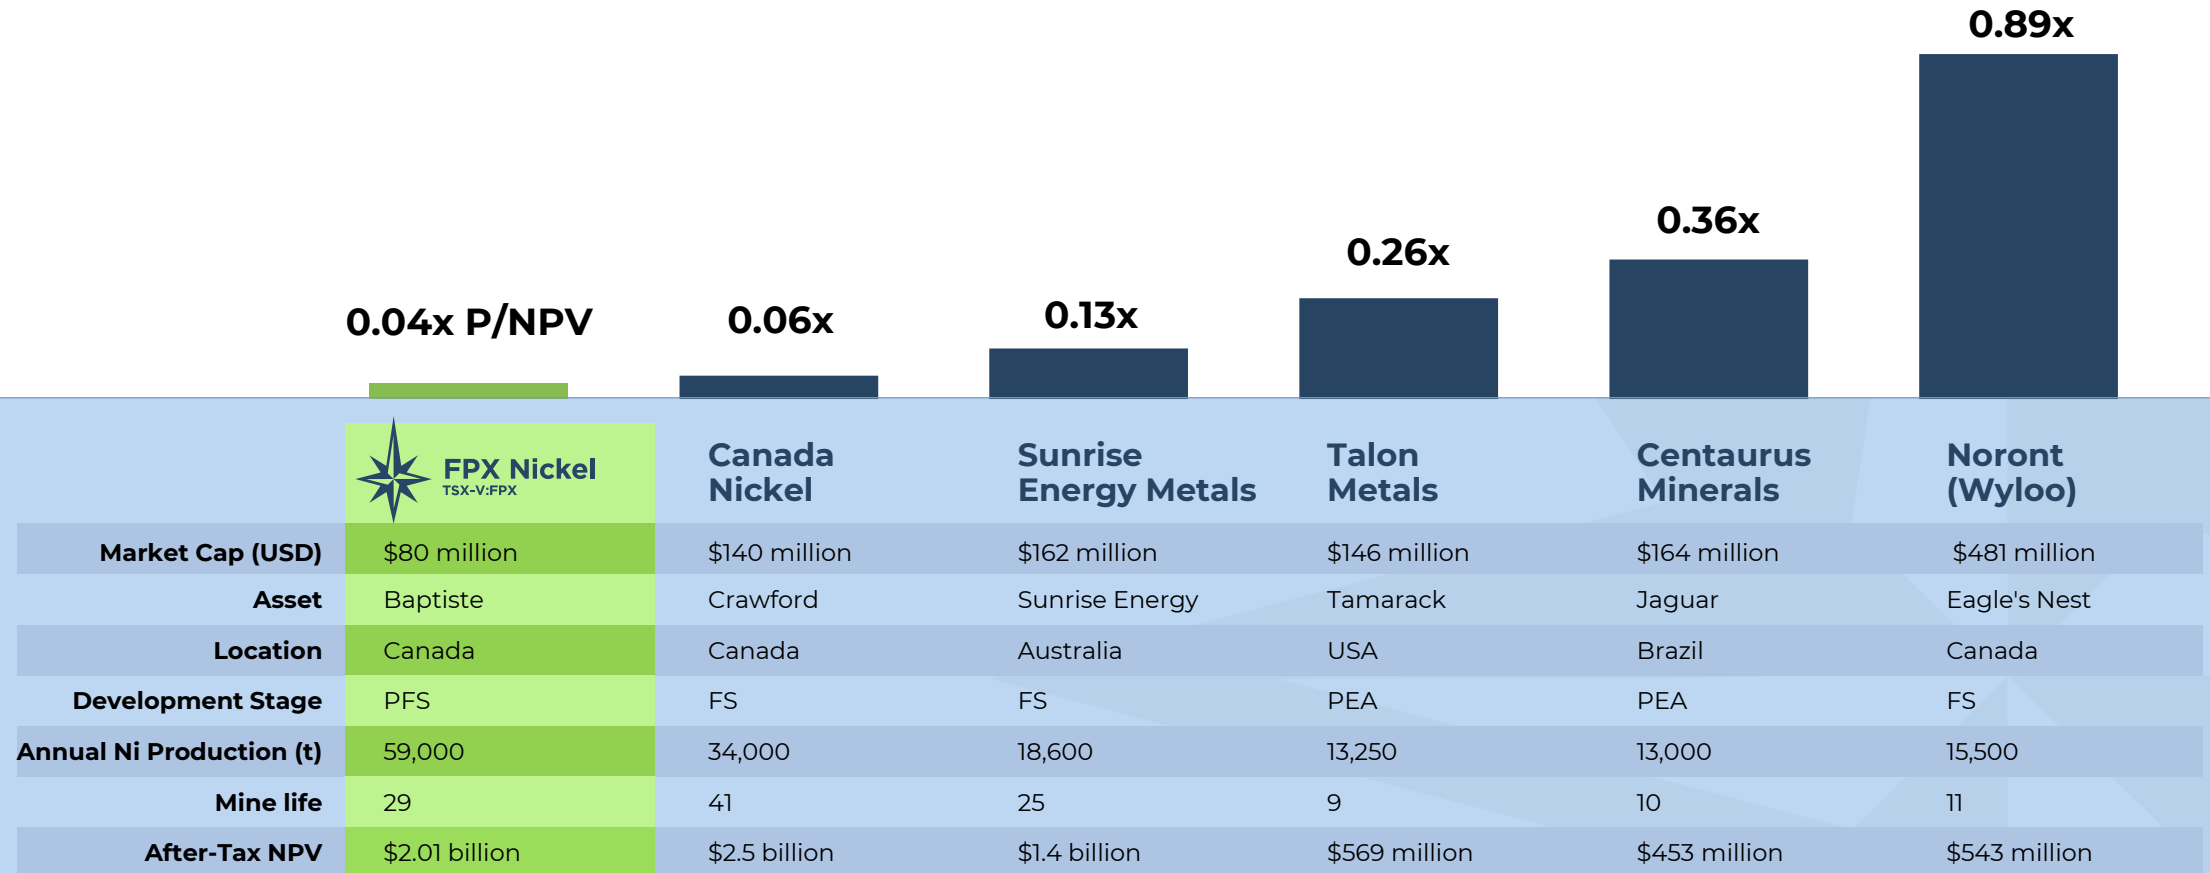 0.89x
0.36x
0.26x
0.04x P/NPV
0.06x
0.13x
FPX Nickel
TSX-V:FPX
Canada
Nickel
Sunrise
Energy Metals
Talon
Metals
Centaurus
Minerals
Noront
(Wyloo)
Market Cap (USD) $80 million $140 million $162 million $146 million $164 million $481 million
Asset Baptiste Crawford Sunrise Energy Tamarack Jaguar Eagle's Nest
Location Canada Canada Australia USA Brazil Canada
Development Stage PFS FS FS PEA PEA FS
Annual Ni Production (t) 59,000 34,000 18,600 13,250 13,000 15,500
Mine life 29 41 25 9 10 11
After-Tax NPV $2.01 billion $2.5 billion $1.4 billion $569 million $453 million $543 million